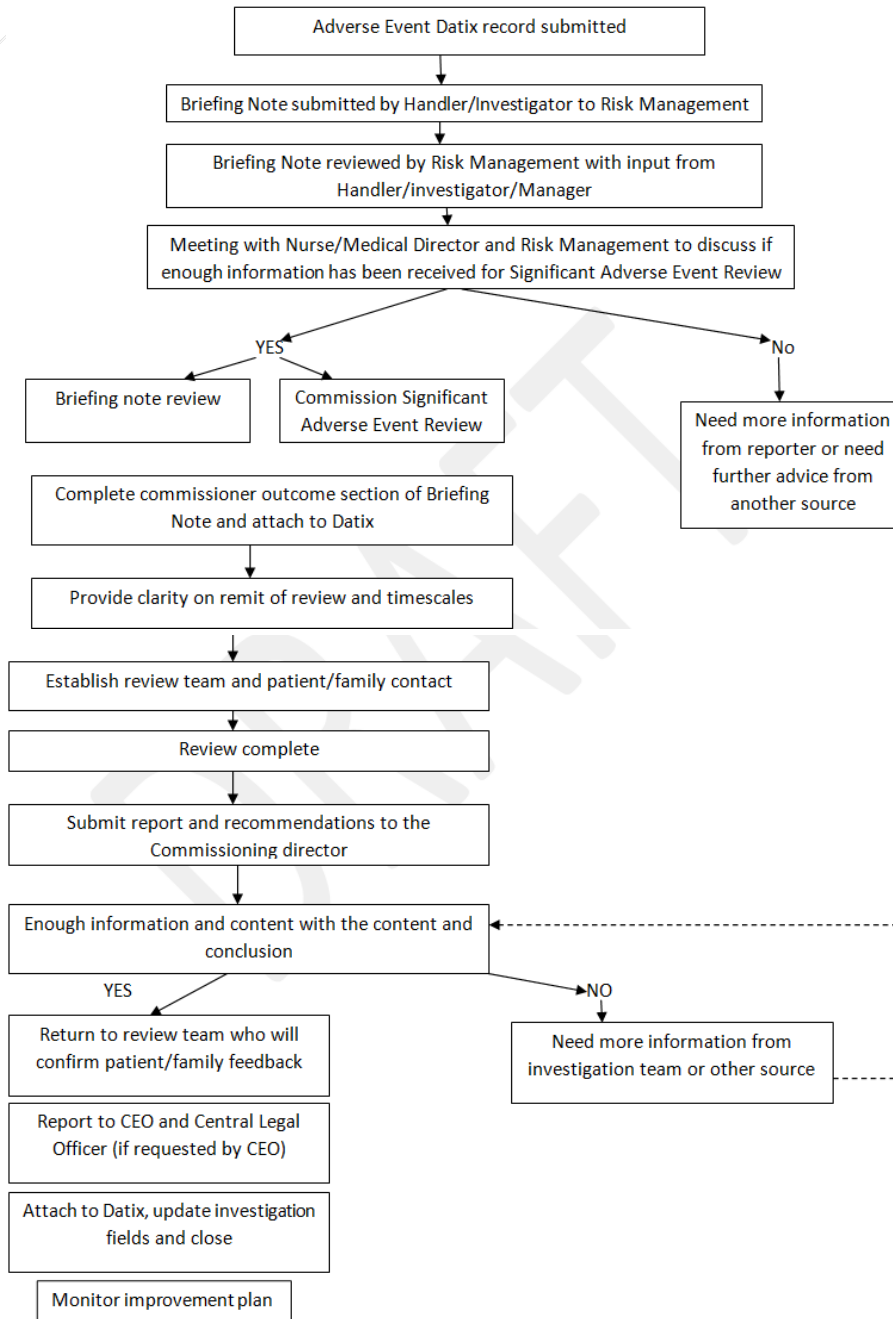 Adverse Event Datix record submitted
Briefing Note submitted by Handler/Investigator to Risk Management
Briefing Note reviewed by Risk Management with input from
Handler/investigator/Manager
Meeting with Nurse/Medical Director and Risk Management to discuss if
enough information has been received for Significant Adverse Event Review
YES
No
Briefing note review
Commission Significant
Adverse Event Review
Need more information
from reporter or need
further advice from
another source
Complete commissioner outcome section of Briefing
Note and attach to Datix
Provide clarity on remit of review and timescales
Establish review team and patient/family contact
Review complete
Submit report and recommendations to the
Commissioning director
Enough information and content with the content and
conclusion
YES
NO
Return to review team who will
confirm patient/family feedback
Need more information from
investigation team or other source
Report to CEO and Central Legal
Officer (if requested by CEO)
Attach to Datix, update investigation
fields and close
Monitor improvement plan
DRAFT